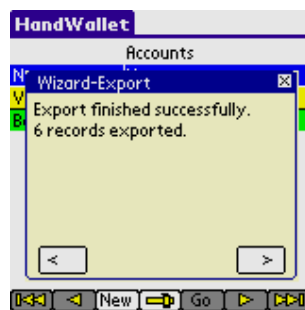 HandWallet
Accounts
Wizard-Export
Export finished successfully.
6 records exported.
<
>
New
Go